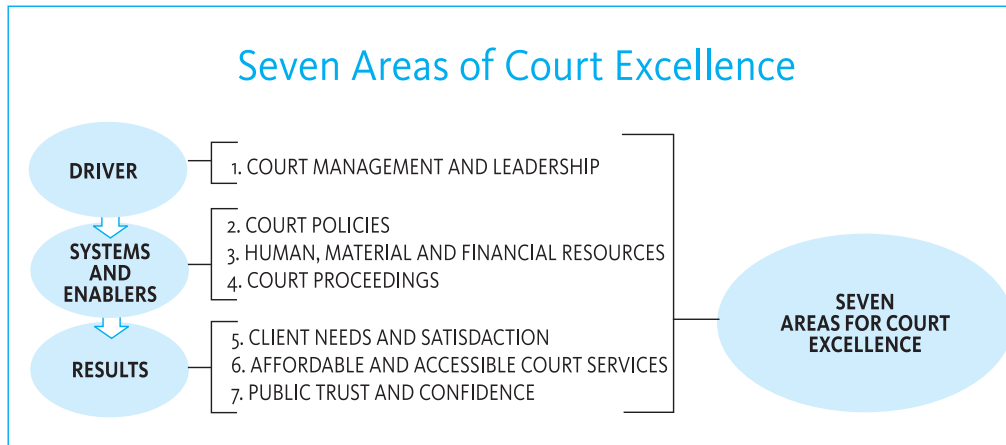 Seven Areas of Court Excellence
DRIVER
1. COURT MANAGEMENT AND LEADERSHIP
SYSTEMS
AND
ENABLERS
2. COURT POLICIES
3. HUMAN, MATERIAL AND FINANCIAL RESOURCES
4. COURT PROCEEDINGS
RESULTS
5. CLIENT NEEDS AND SATISDACTION
6. AFFORDABLE AND ACCESSIBLE COURT SERVICES
7. PUBLIC TRUST AND CONFIDENCE
SEVEN
AREAS FOR COURT
EXCELLENCE